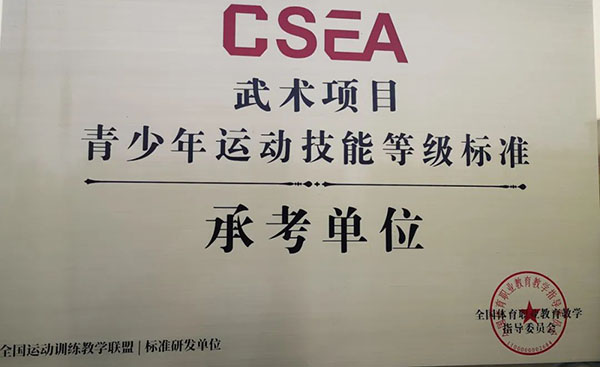 CSEA
武术项目
青少年运动技能等级标准
承考单位
全国体育职业教育教学
指导委员会
全国运动训练教学联盟 | 标准研发单位